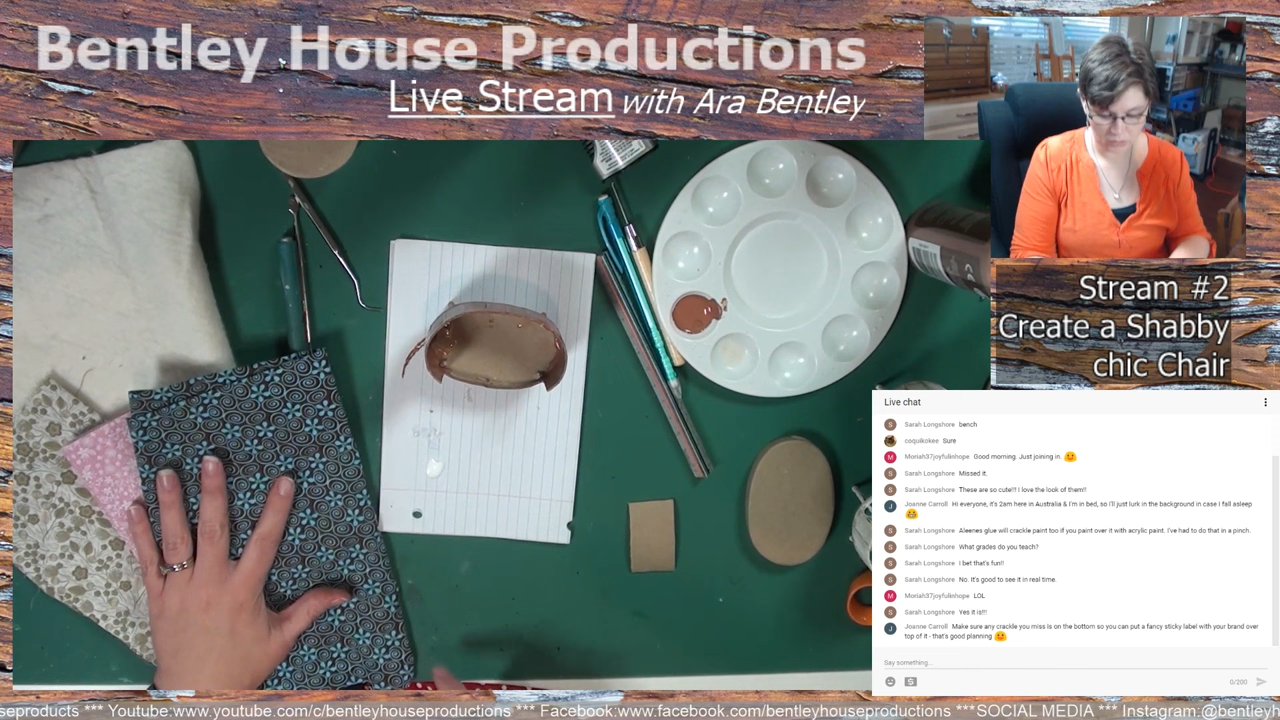 Bentley House Productions
Live Stream with Ara Bentley
Stream #2
Create a Shabby
chic Chair
Live chat
S Sarah Longshore bench
coquikokee Sure
M Moriah37joyfulinhope Good morning. Just joining in.
S Sarah Longshore Missed it.
S Sarah Longshore These are so cute!!! I love the look of them!!
J Joanne Carroll Hi everyone, it's 2am here in Australia & I'm in bed, so I'll just lurk in the background in case I fall asleep
S Sarah Longshore Aleenes glue will crackle paint too if you paint over it with acrylic paint. I've had to do that in a pinch.
S Sarah Longshore What grades do you teach?
S Sarah Longshore I bet that's fun!!
S Sarah Longshore No. It's good to see it in real time.
M Moriah37joyfulinhope LOL
S Sarah Longshore Yes it is!!!
J Joanne Carroll Make sure any crackle you miss is on the bottom so you can put a fancy sticky label with your brand over
top of it - that's good planning
Say something...
0/200
seproducts *** Youtube:www.youtube.com/c/bentleyhouseproductions *** Facebook:www.facebook.com/bentleyhouseproductions ***SOCIAL MEDIA *** Instagram:@bentleyh